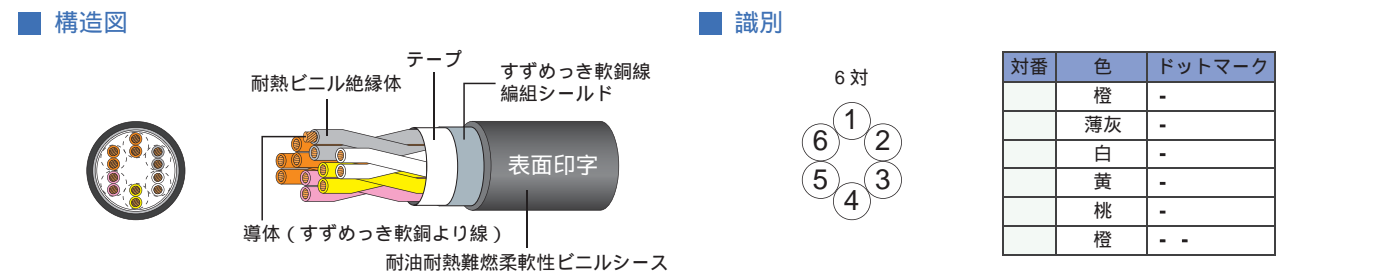 構造図
テープ
耐熱ビニル絶縁体
すずめっき軟銅線
編組シールド
表面印字
導体(すずめっき軟銅より線)
耐油耐熱難燃柔軟性ビニルシース
識別
6 対
1
2
3
4
5
6
対番 色 ドットマーク
橙 -
薄灰 -
白 -
黄 -
桃 -
橙 - -